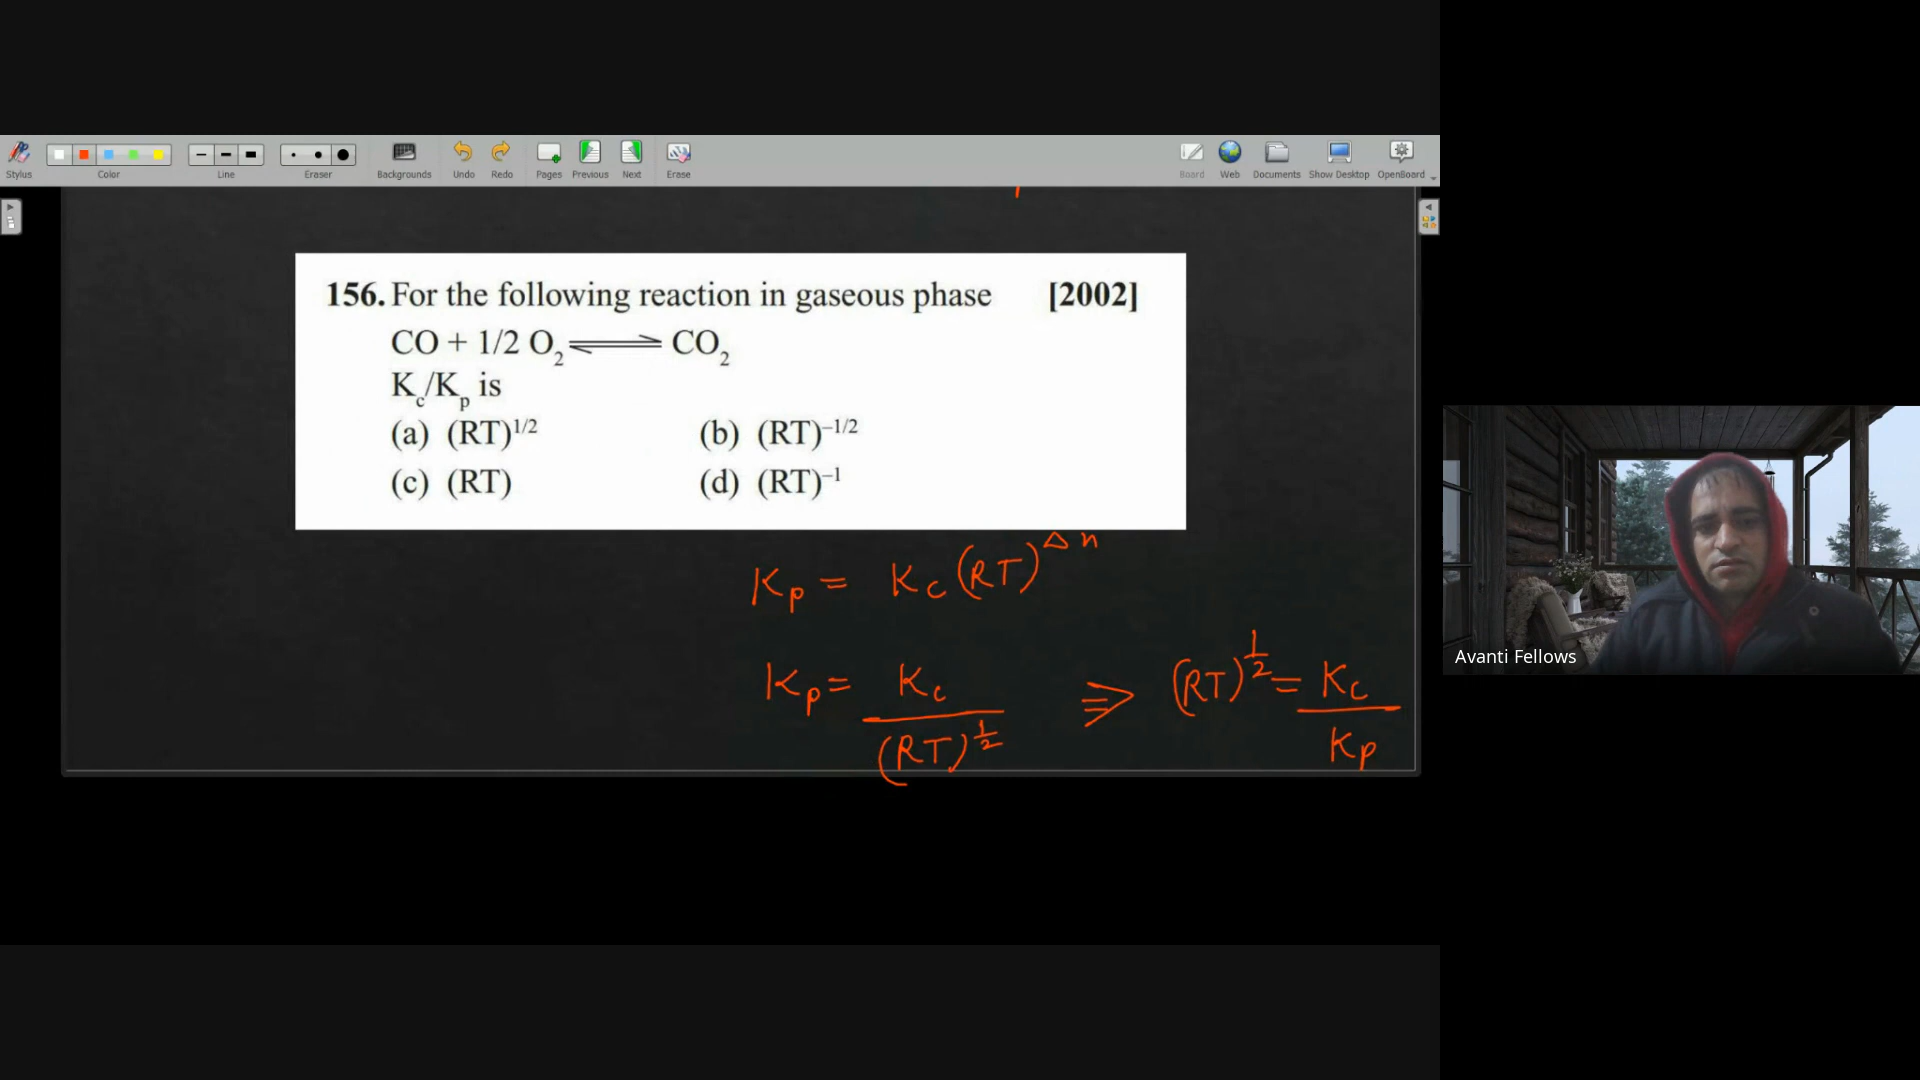 Stylus Color Line Eraser Backgrounds Undo Redo Pages Previous Next Erase Board Web Documents Show Desktop OpenBoard
156. For the following reaction in gaseous phase [2002]
CO + 1/2 O₂ ⇌ CO₂
K_c/K_p is
(a) (RT)^1/2 (b) (RT)^–1/2
(c) (RT) (d) (RT)^–1
Kp = Kc (RT)^Δn
Kp = Kc / (RT)^1/2 ⇒ (RT)^1/2 = Kc / Kp
Avanti Fellows